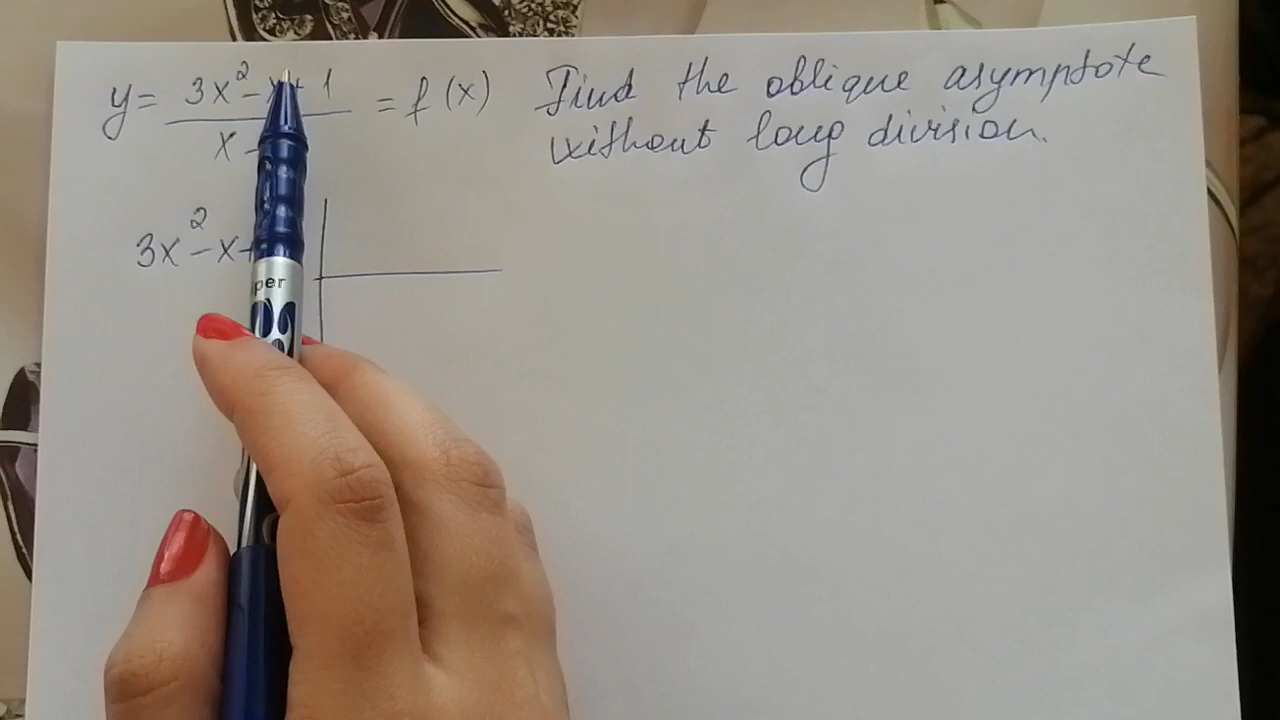 y = 3x² - x + 1 = f(x) Find the oblique asymptote
x - without long division.
3x² - x +
per